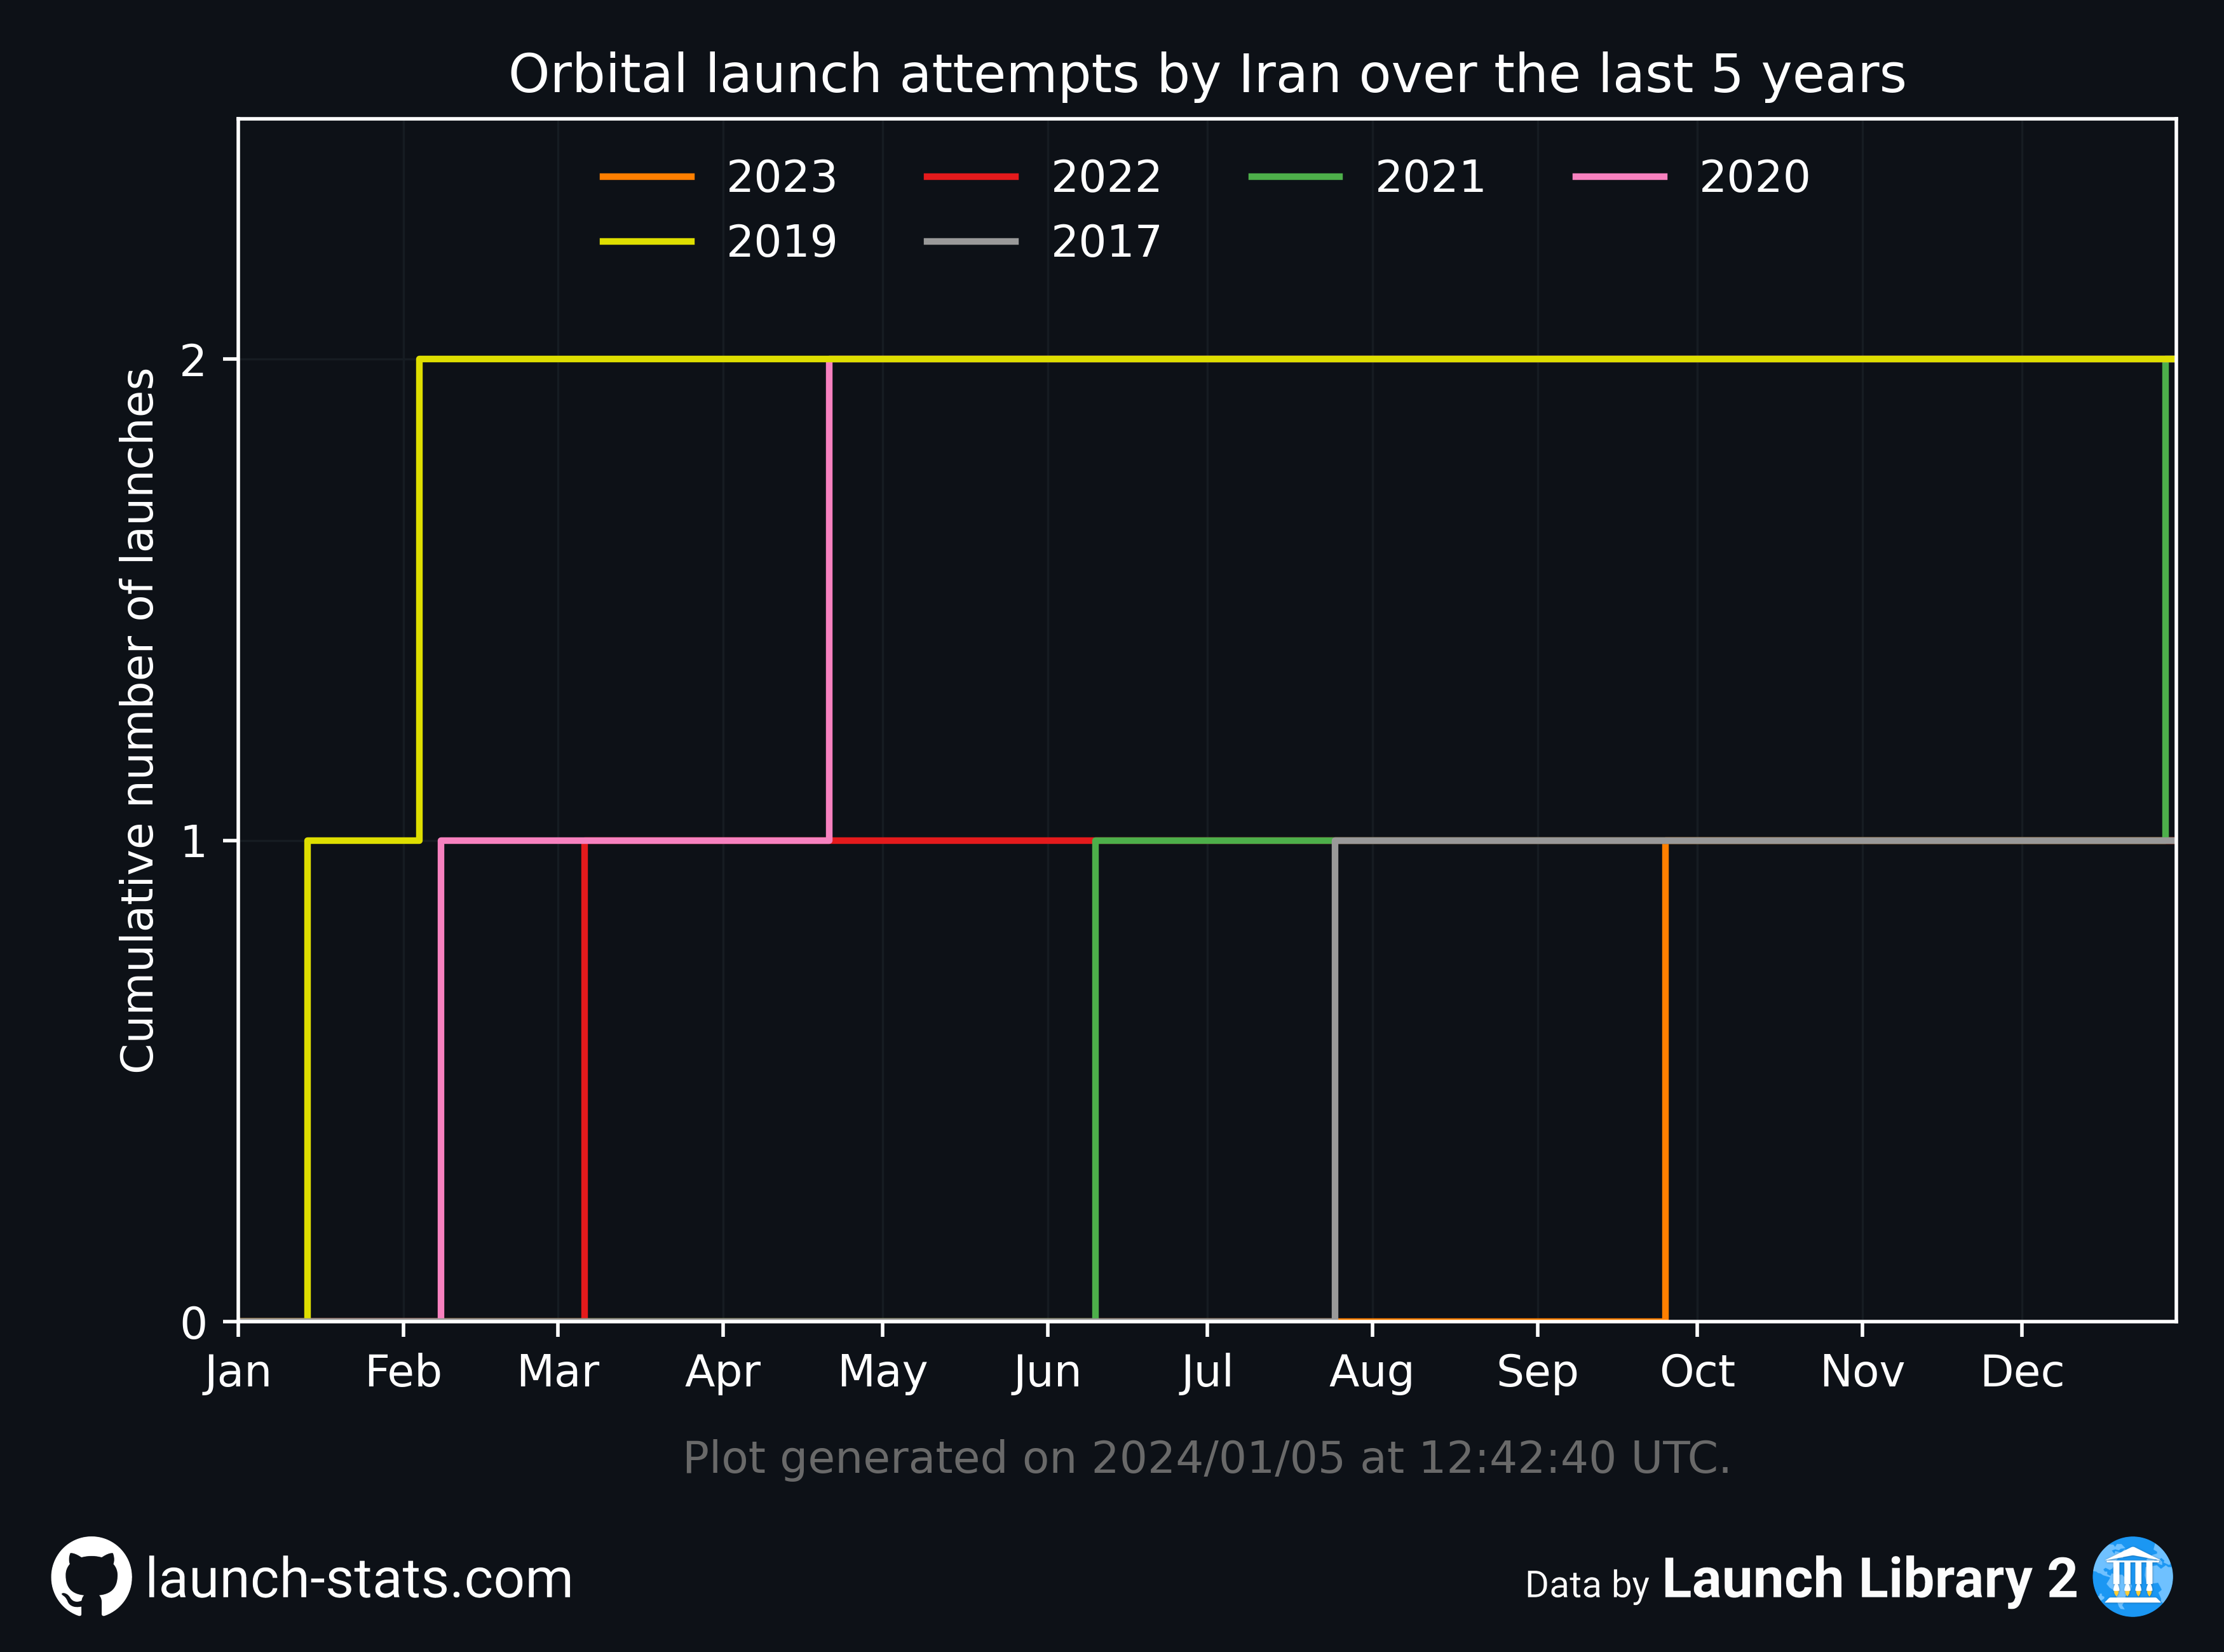 Orbital launch attempts by Iran over the last 5 years
2023 2022 2021 2020
2019 2017
Cumulative number of launches
2
1
0
Jan Feb Mar Apr May Jun Jul Aug Sep Oct Nov Dec
Plot generated on 2024/01/05 at 12:42:40 UTC.
launch-stats.com
Data by Launch Library 2